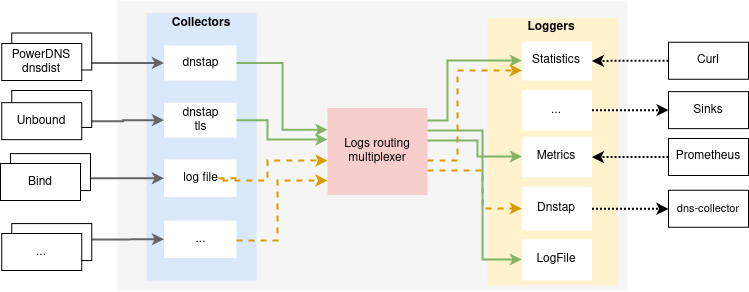 Collectors
Loggers
PowerDNS
dnsdist
dnstap
Statistics
Curl
Unbound
dnstap
tls
...
Sinks
Logs routing
multiplexer
Metrics
Prometheus
Bind
log file
Dnstap
dns-collector
...
...
LogFile